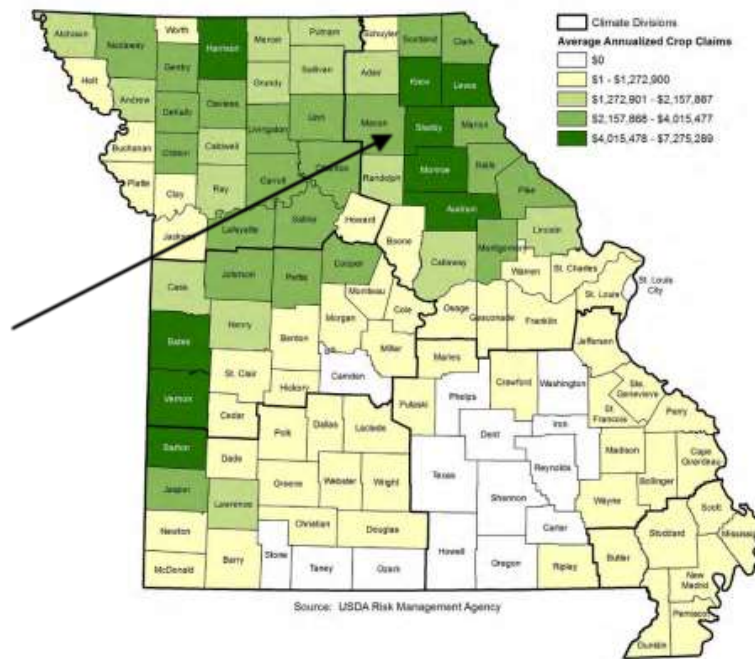 Climate Divisions
Average Annualized Crop Claims
$0
$1 - $1,272,900
$1,272,901 - $2,157,867
$2,157,868 - $4,015,477
$4,015,478 - $7,275,289
Atchison
Nodaway
Worth
Harrison
Mercer
Putnam
Schuyler
Scotland
Clark
Holt
Gentry
Sullivan
Adair
Knox
Lewis
Andrew
DeKalb
Daviess
Grundy
Linn
Macon
Shelby
Marion
Buchanan
Clinton
Caldwell
Livingston
Chariton
Randolph
Monroe
Ralls
Platte
Clay
Ray
Carroll
Pike
Audrain
Jackson
Lafayette
Saline
Howard
Boone
Callaway
Montgomery
Lincoln
Warren
St. Charles
St. Louis
City
St. Louis
Cass
Johnson
Pettis
Cooper
Moniteau
Cole
Osage
Gasconade
Franklin
Jefferson
Bates
Henry
Benton
Morgan
Miller
Maries
Crawford
Washington
Ste.
Genevieve
St.
Francois
Perry
Vernon
St. Clair
Hickory
Camden
Pulaski
Phelps
Iron
Madison
Cape
Girardeau
Cedar
Polk
Dallas
Laclede
Dent
Reynolds
Bollinger
Barton
Dade
Texas
Shannon
Wayne
Jasper
Lawrence
Greene
Webster
Wright
Scott
Newton
Christian
Douglas
Howell
Carter
Butler
Stoddard
Mississippi
McDonald
Barry
Stone
Taney
Ozark
Oregon
Ripley
New
Madrid
Dunklin
Pemiscot
Source: USDA Risk Management Agency